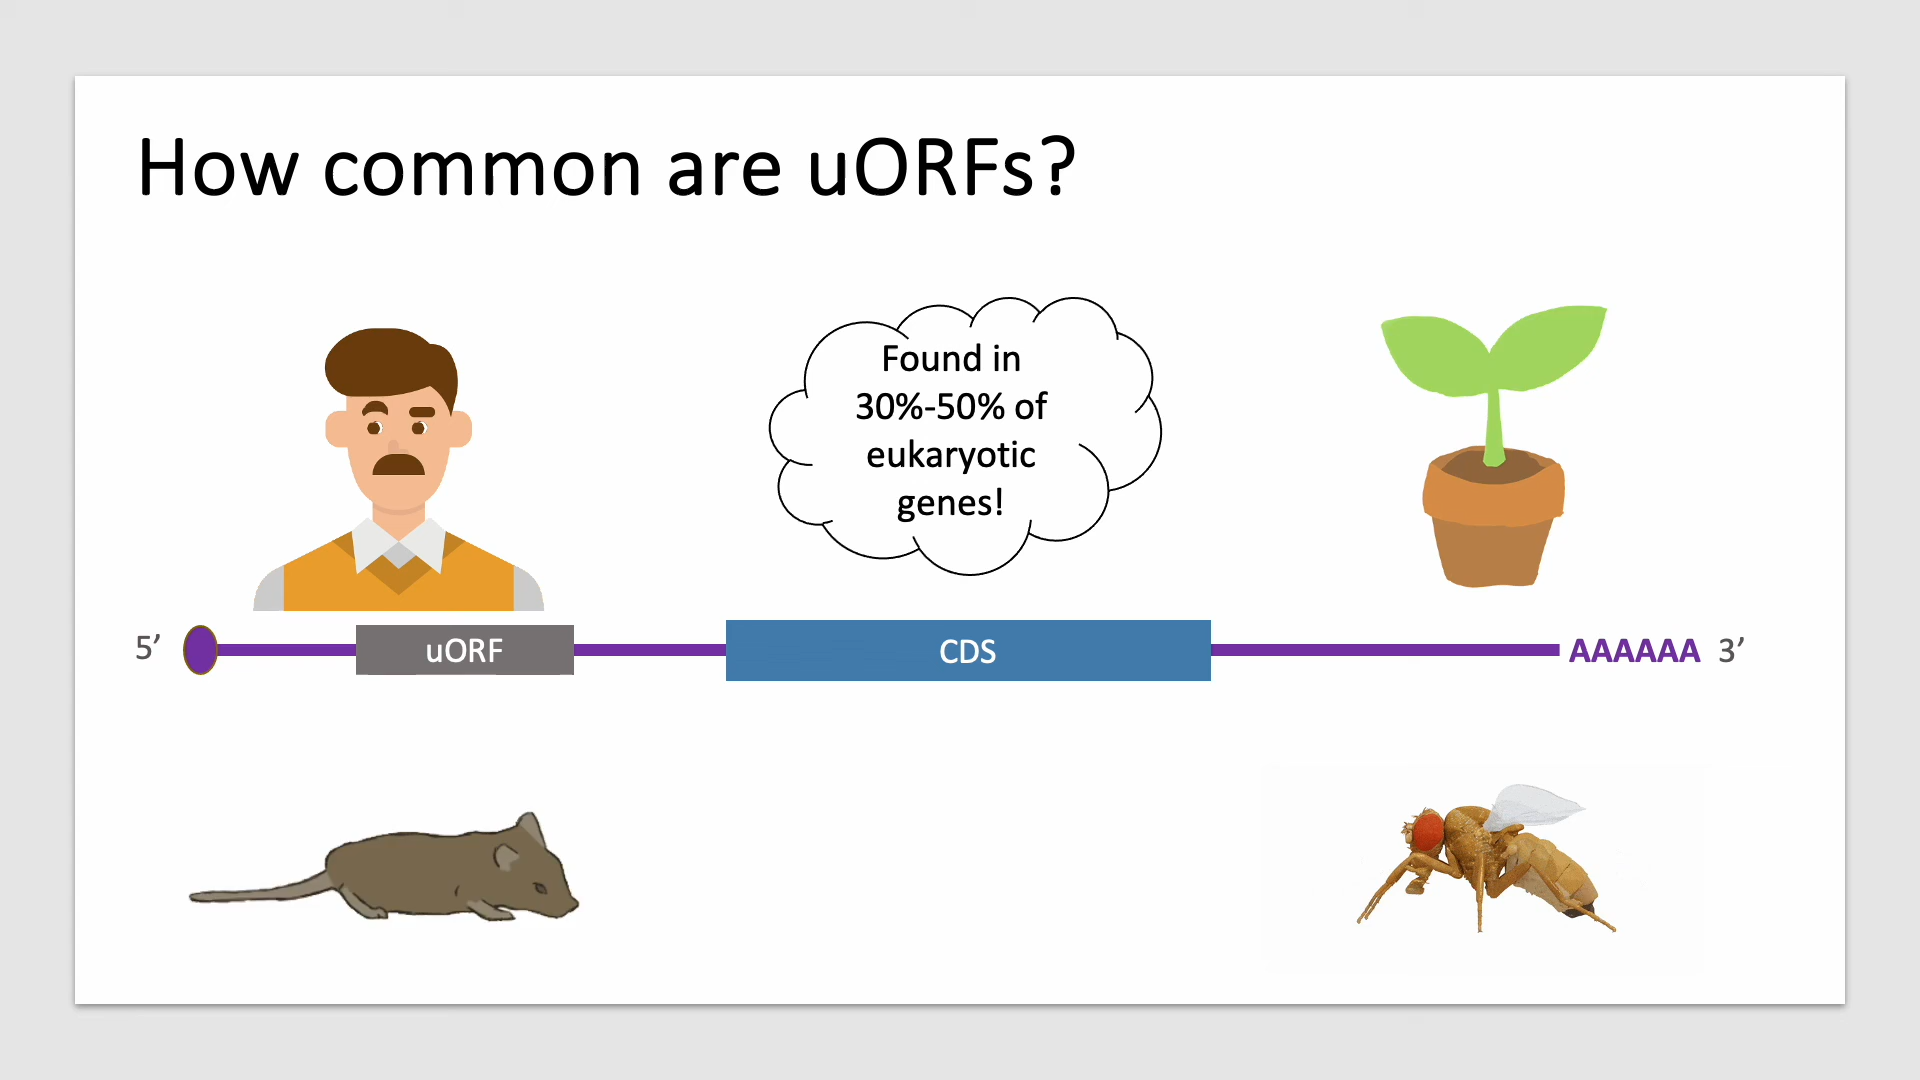 How common are uORFs?
Found in
30%-50% of
eukaryotic
genes!
5’ uORF CDS AAAAAA 3’